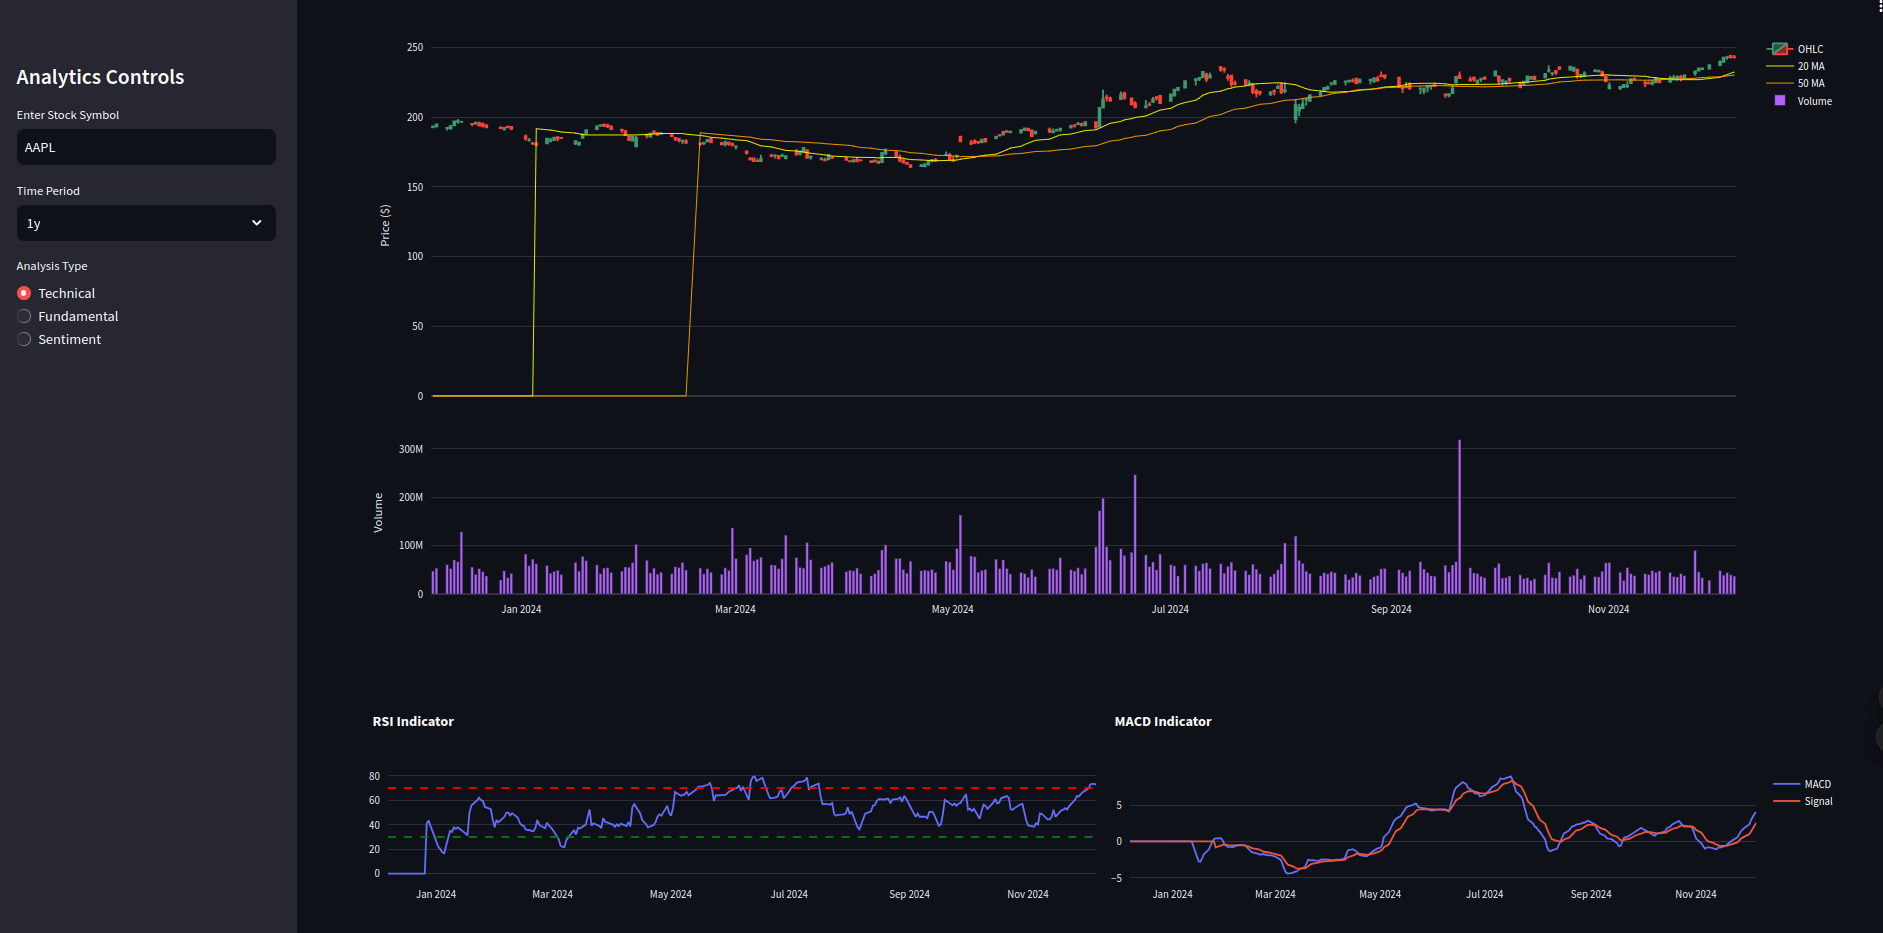 Analytics Controls
Enter Stock Symbol
AAPL
Time Period
1y
Analysis Type
Technical
Fundamental
Sentiment
250
200
150
100
50
0
Price ($)
OHLC
20 MA
50 MA
Volume
300M
200M
100M
0
Volume
Jan 2024 Mar 2024 May 2024 Jul 2024 Sep 2024 Nov 2024
RSI Indicator
80
60
40
20
0
Jan 2024 Mar 2024 May 2024 Jul 2024 Sep 2024 Nov 2024
MACD Indicator
5
0
−5
Jan 2024 Mar 2024 May 2024 Jul 2024 Sep 2024 Nov 2024
MACD
Signal